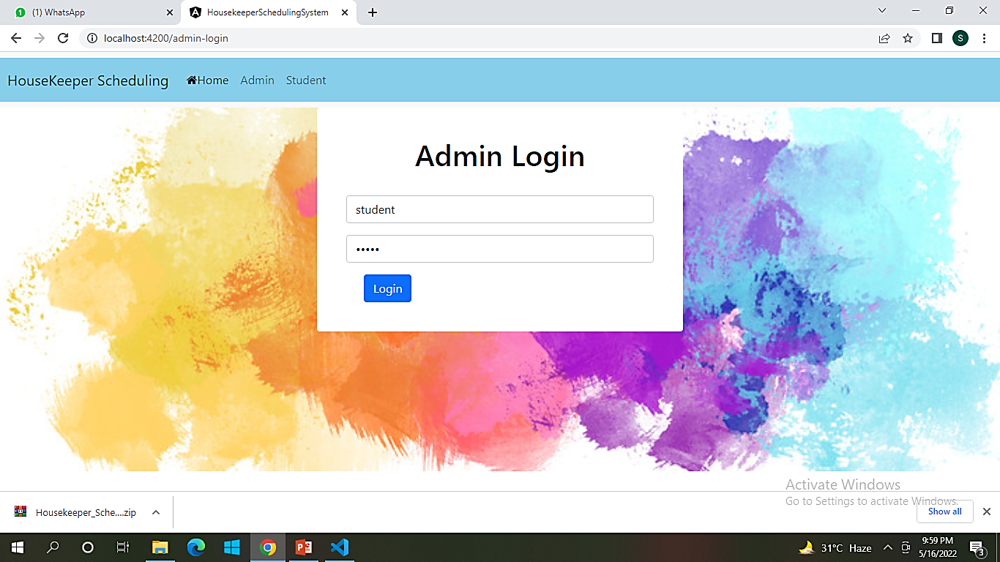 (1) WhatsApp
HousekeeperSchedulingSystem
localhost:4200/admin-login
S
HouseKeeper Scheduling
Home
Admin
Student
Admin Login
student
•••••
Login
Activate Windows
Go to Settings to activate Windows.
Housekeeper_Sche....zip
Show all
31°C Haze
9:59 PM
5/16/2022
3